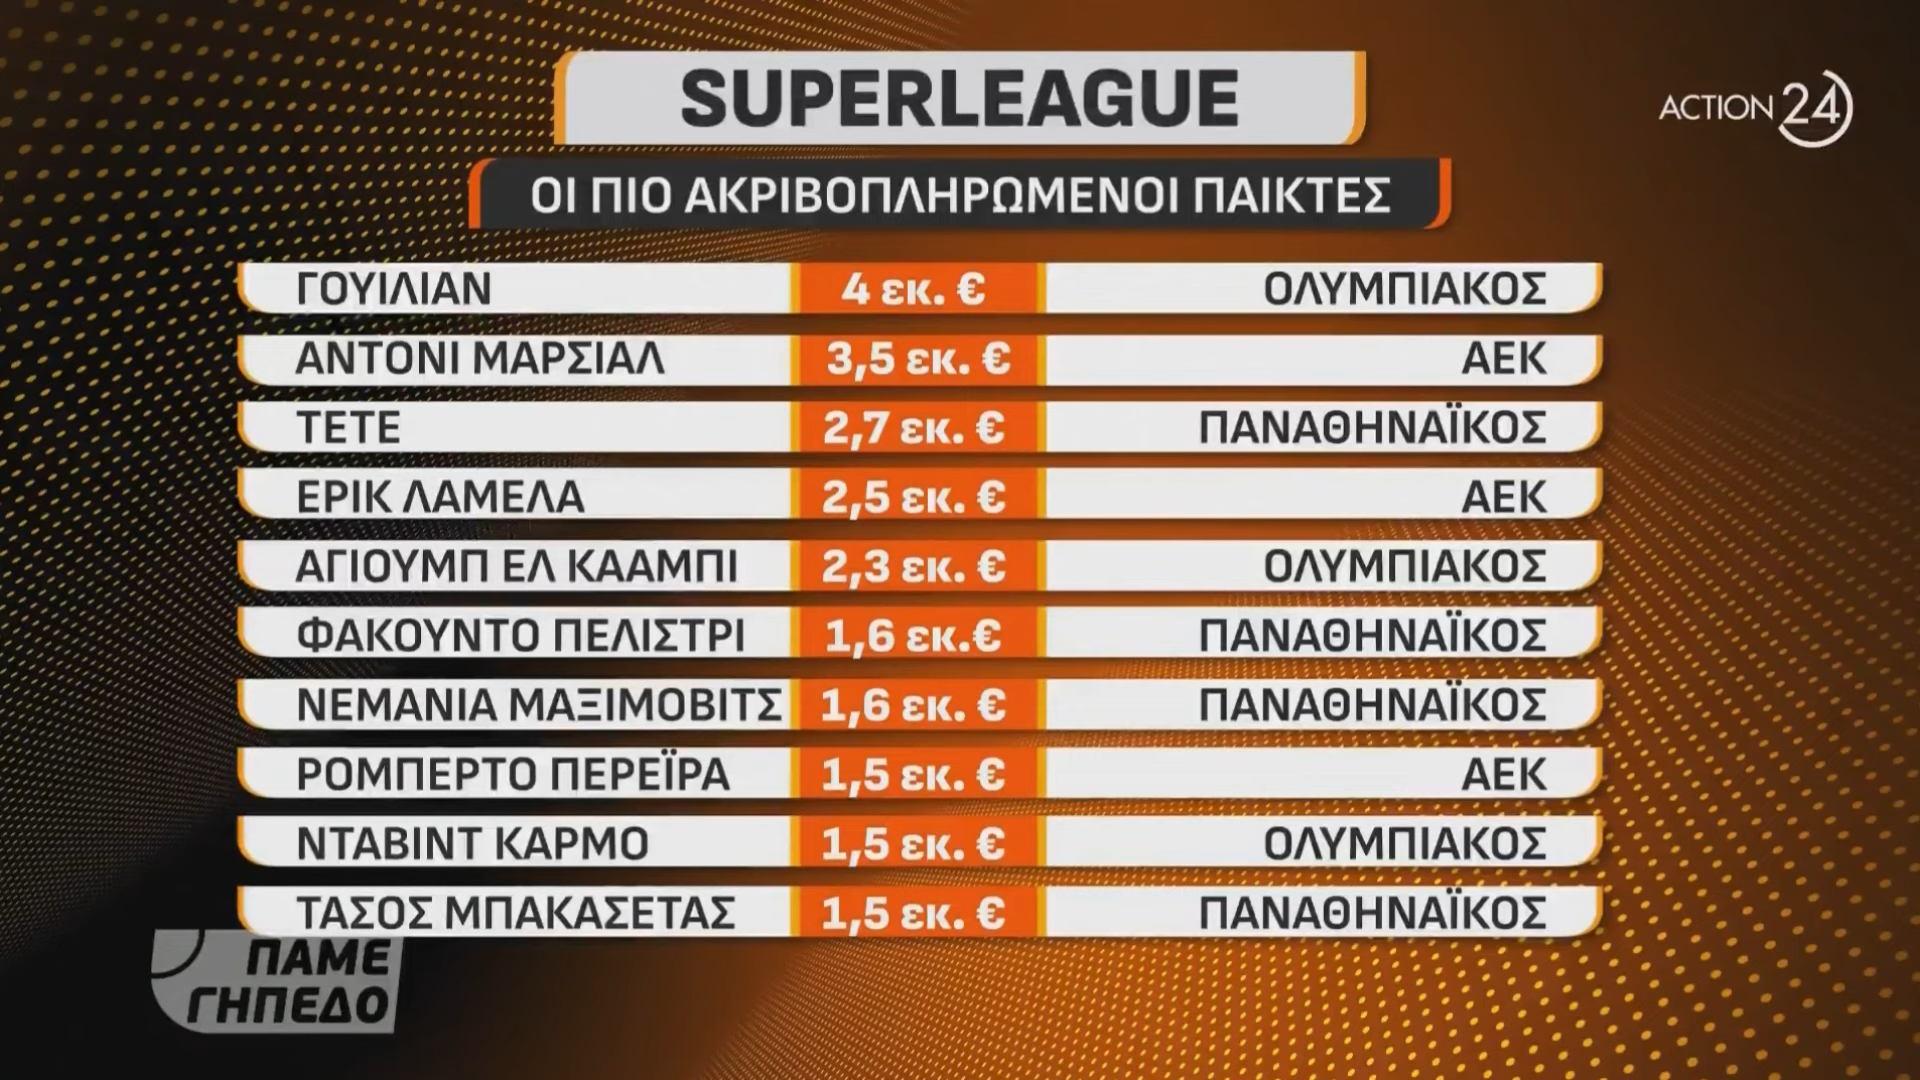 SUPERLEAGUE
ACTION 24
ΟΙ ΠΙΟ ΑΚΡΙΒΟΠΛΗΡΩΜΕΝΟΙ ΠΑΙΚΤΕΣ
ΓΟΥΙΛΙΑΝ 4 εκ. € ΟΛΥΜΠΙΑΚΟΣ
ΑΝΤΟΝΙ ΜΑΡΣΙΑΛ 3,5 εκ. € ΑΕΚ
ΤΕΤΕ 2,7 εκ. € ΠΑΝΑΘΗΝΑΪΚΟΣ
ΕΡΙΚ ΛΑΜΕΛΑ 2,5 εκ. € ΑΕΚ
ΑΓΙΟΥΜΠ ΕΛ ΚΑΑΜΠΙ 2,3 εκ. € ΟΛΥΜΠΙΑΚΟΣ
ΦΑΚΟΥΝΤΟ ΠΕΛΙΣΤΡΙ 1,6 εκ.€ ΠΑΝΑΘΗΝΑΪΚΟΣ
ΝΕΜΑΝΙΑ ΜΑΞΙΜΟΒΙΤΣ 1,6 εκ. € ΠΑΝΑΘΗΝΑΪΚΟΣ
ΡΟΜΠΕΡΤΟ ΠΕΡΕΪΡΑ 1,5 εκ. € ΑΕΚ
ΝΤΑΒΙΝΤ ΚΑΡΜΟ 1,5 εκ. € ΟΛΥΜΠΙΑΚΟΣ
ΤΑΣΟΣ ΜΠΑΚΑΣΕΤΑΣ 1,5 εκ. € ΠΑΝΑΘΗΝΑΪΚΟΣ
ΠΑΜΕ
ΓΗΠΕΔΟ